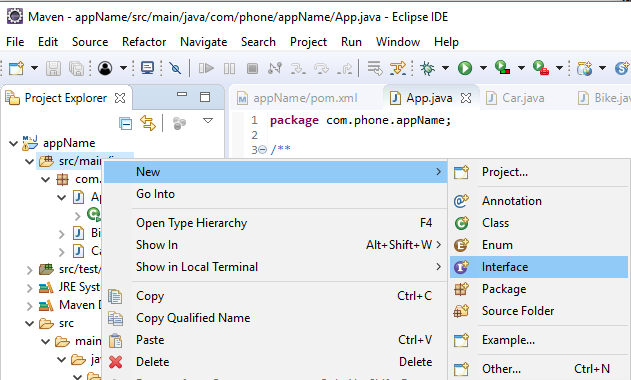 Maven - appName/src/main/java/com/phone/appName/App.java - Eclipse IDE
File Edit Source Refactor Navigate Search Project Run Window Help
Project Explorer
appName/pom.xml App.java Car.java Bike.java
appName
src/main/
com.
Ap
Bi
Ca
src/test/
JRE Syst
Maven D
src
main
jav
1 package com.phone.appName;
2
3 /**
New
Go Into
Open Type Hierarchy F4
Show In Alt+Shift+W
Show in Local Terminal
Copy Ctrl+C
Copy Qualified Name
Paste Ctrl+V
Delete Delete
Project...
Annotation
Class
Enum
Interface
Package
Source Folder
Example...
Other... Ctrl+N